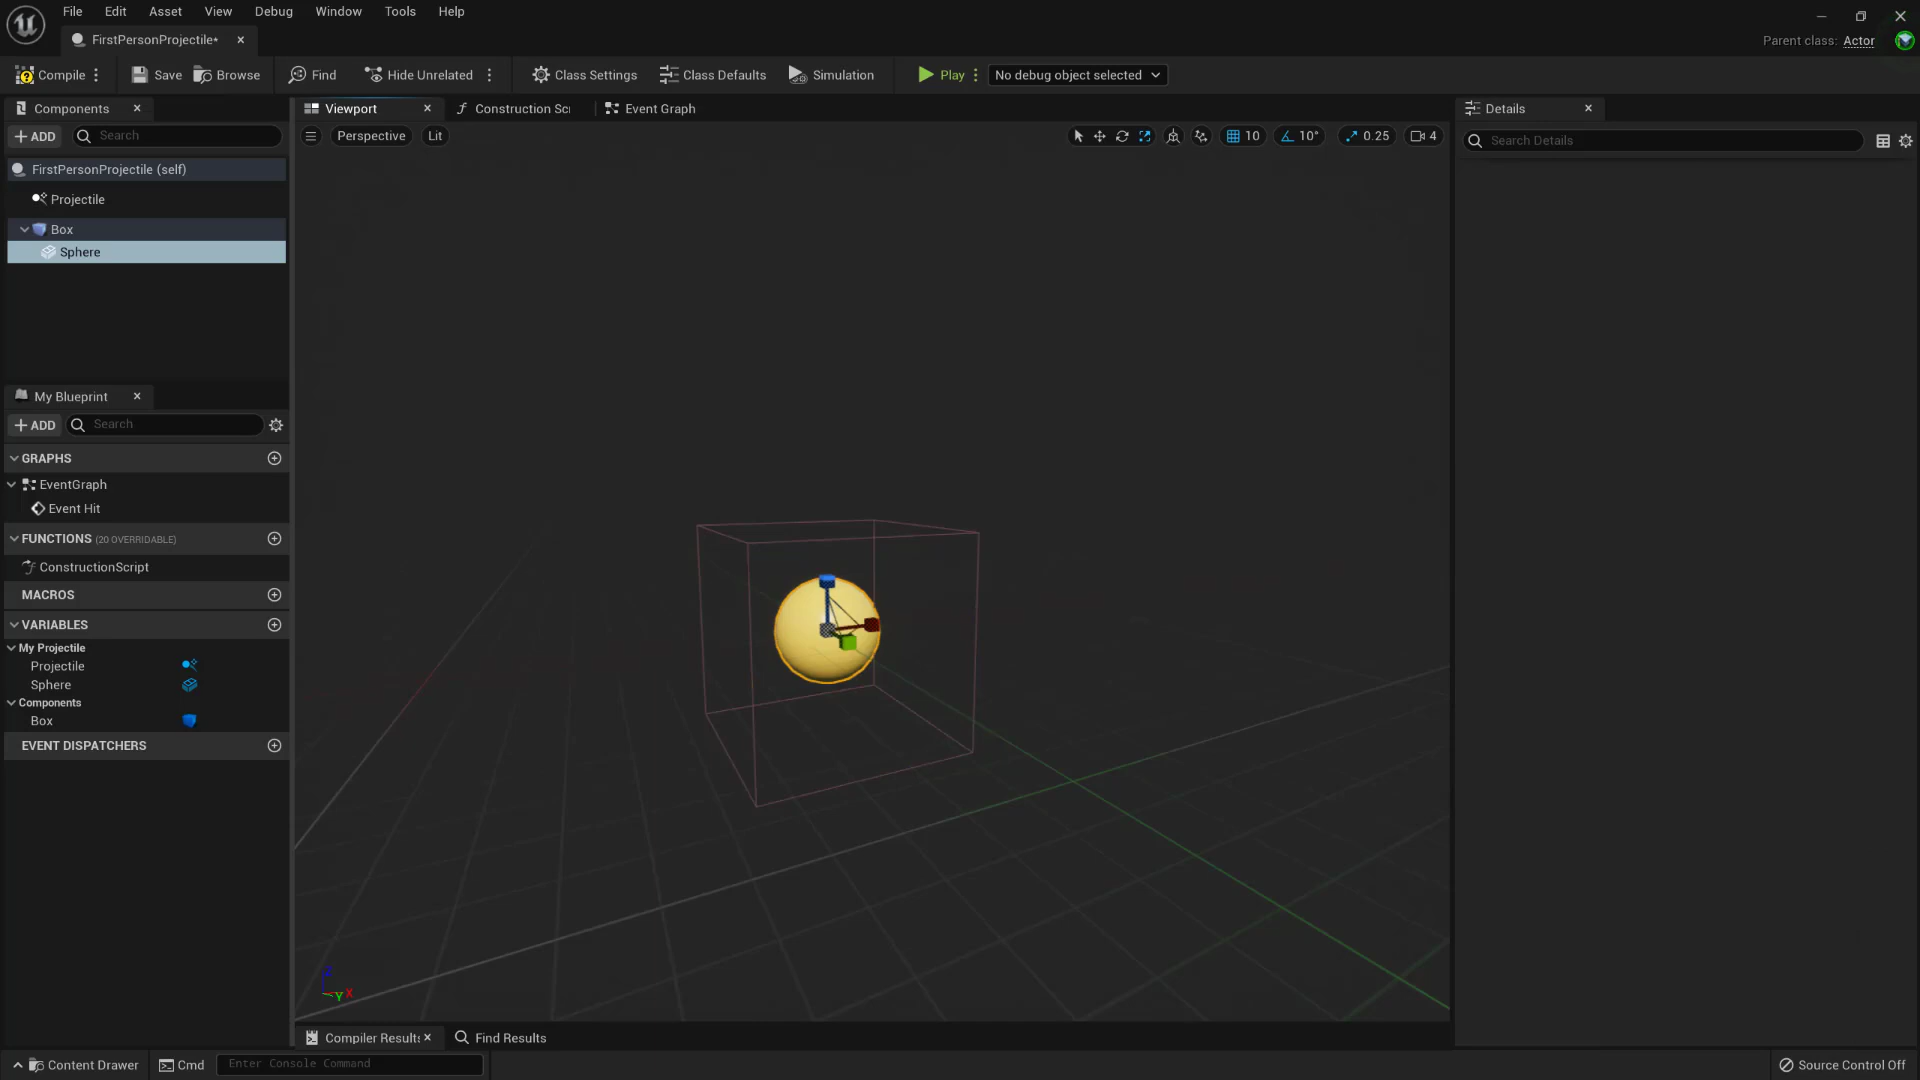 File Edit Asset View Debug Window Tools Help
FirstPersonProjectile*
Parent class: Actor
Compile Save Browse Find Hide Unrelated Class Settings Class Defaults Simulation Play No debug object selected
Components
ADD Search
FirstPersonProjectile (self)
Projectile
Box
Sphere
My Blueprint
ADD Search
GRAPHS
EventGraph
Event Hit
FUNCTIONS (20 OVERRIDABLE)
ConstructionScript
MACROS
VARIABLES
My Projectile
Projectile
Sphere
Components
Box
EVENT DISPATCHERS
Viewport Construction Sc Event Graph
Perspective Lit 10 10° 0.25 4
Z
Y X
Compiler Results Find Results
Details
Search Details
Content Drawer Cmd Enter Console Command Source Control Off